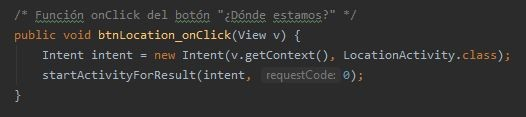 /* Función onClick del botón "¿Dónde estamos?" */
public void btnLocation_onClick(View v) {
Intent intent = new Intent(v.getContext(), LocationActivity.class);
startActivityForResult(intent, requestCode: 0);
}